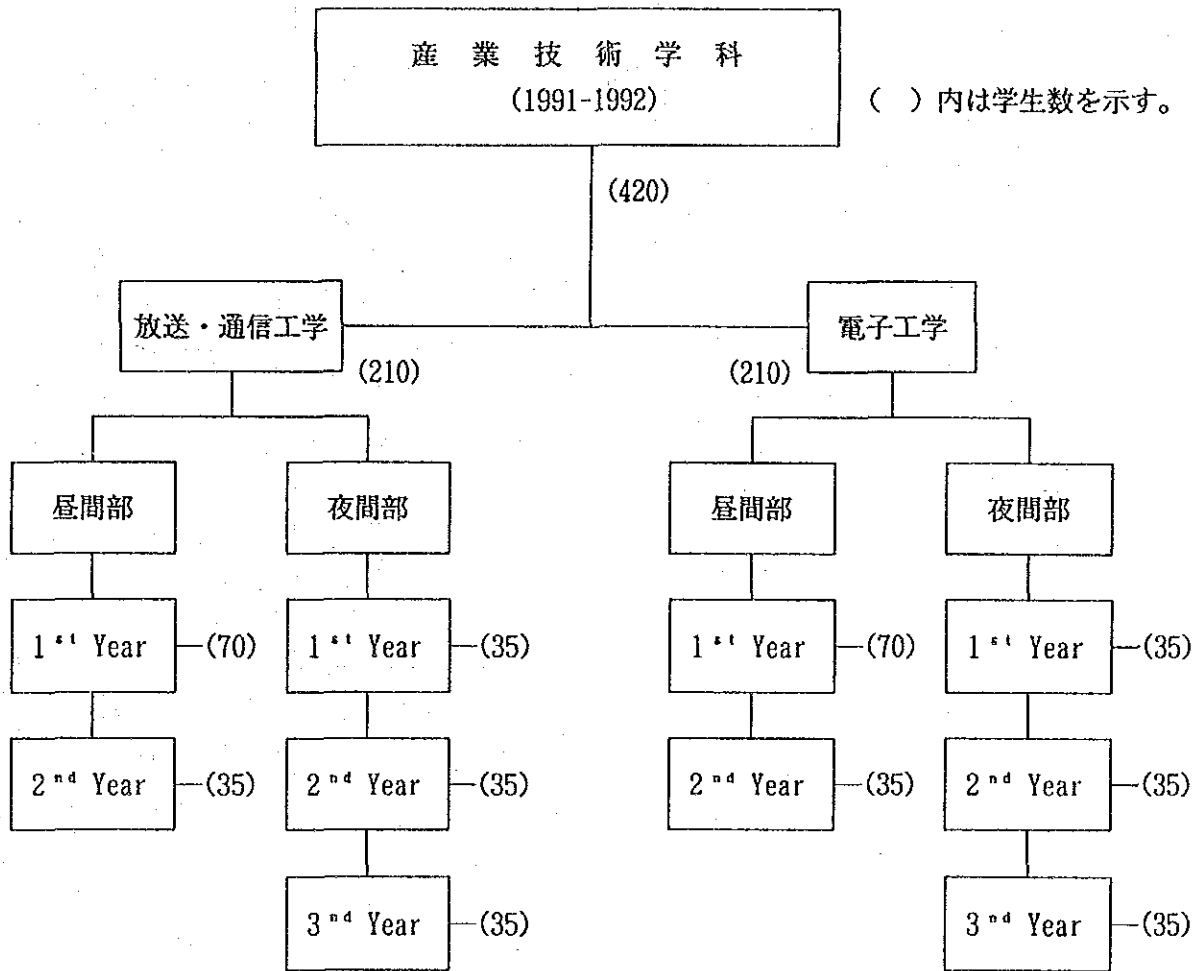 産業技術学科
(1991-1992)
( )内は学生数を示す。
(420)
放送・通信工学
電子工学
(210)
(210)
昼間部
夜間部
昼間部
夜間部
1st Year
(70)
1st Year
(35)
1st Year
(70)
1st Year
(35)
2nd Year
(35)
2nd Year
(35)
2nd Year
(35)
2nd Year
(35)
3nd Year
(35)
3nd Year
(35)